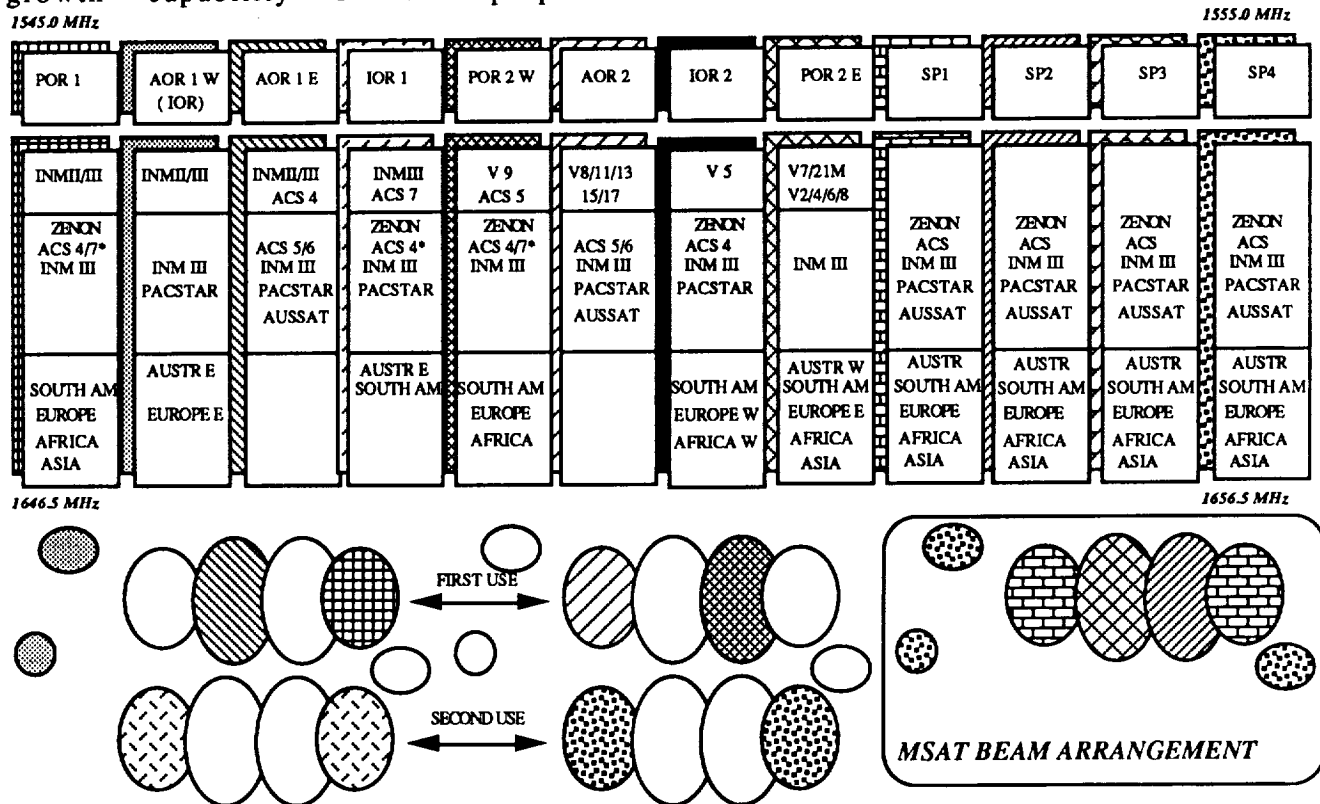 growth capability
1545.0 MHz 1555.0 MHz
POR 1 AOR 1 W AOR 1 E IOR 1 POR 2 W AOR 2 IOR 2 POR 2 E SP1 SP2 SP3 SP4
( IOR)
INMII/III INMII/III INMII/III INMIII V 9 V8/11/13 V 5 V7/21M
ACS 4 ACS 7 ACS 5 15/17 V2/4/6/8
ZENON ZENON ZENON ZENON ZENON ZENON ZENON ZENON
ACS 4/7* ACS 5/6 ACS 4* ACS 4/7* ACS 5/6 ACS 4 ACS ACS ACS ACS
INM III INM III INM III INM III INM III INM III INM III INM III INM III INM III INM III INM III
PACSTAR PACSTAR PACSTAR PACSTAR PACSTAR PACSTAR PACSTAR PACSTAR PACSTAR
AUSSAT AUSSAT AUSSAT AUSSAT AUSSAT AUSSAT
AUSTR E AUSTR E AUSTR W AUSTR AUSTR AUSTR AUSTR
SOUTH AM SOUTH AM SOUTH AM SOUTH AM SOUTH AM SOUTH AM SOUTH AM SOUTH AM SOUTH AM
EUROPE EUROPE E EUROPE EUROPE W EUROPE E EUROPE EUROPE EUROPE EUROPE
AFRICA AFRICA AFRICA W AFRICA AFRICA AFRICA AFRICA AFRICA
ASIA ASIA ASIA ASIA ASIA ASIA
1646.5 MHz 1656.5 MHz
FIRST USE
SECOND USE
MSAT BEAM ARRANGEMENT